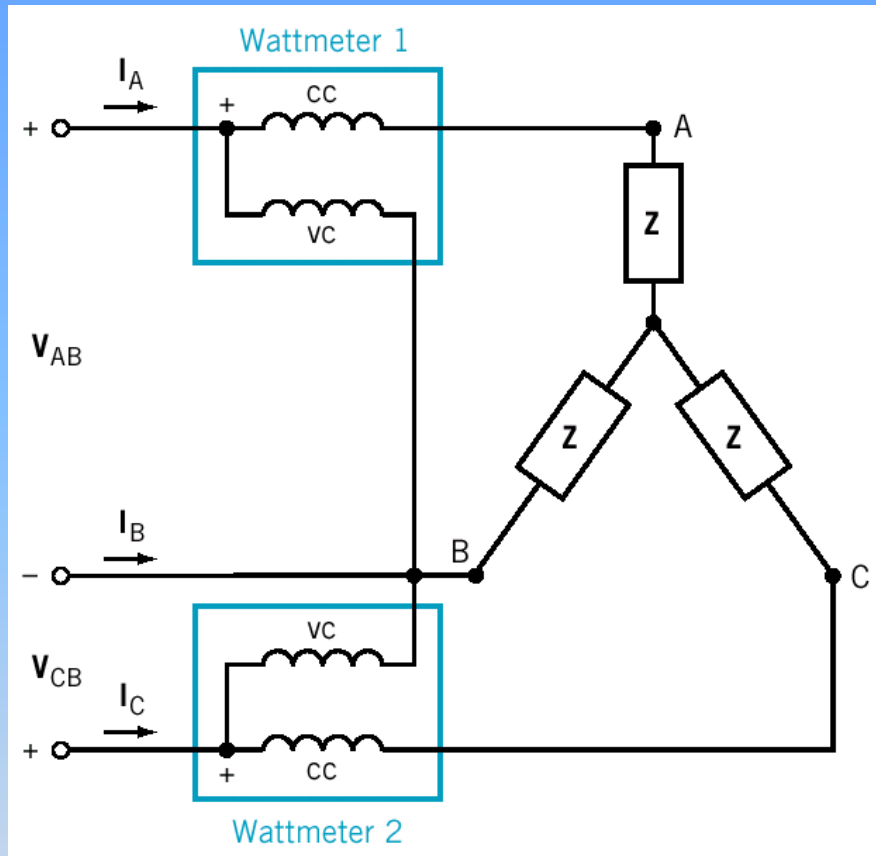 Wattmeter 1
I_A
+
+
cc
A
vc
Z
V_AB
Z
Z
I_B
B
−
C
vc
V_CB
I_C
+
+
cc
Wattmeter 2